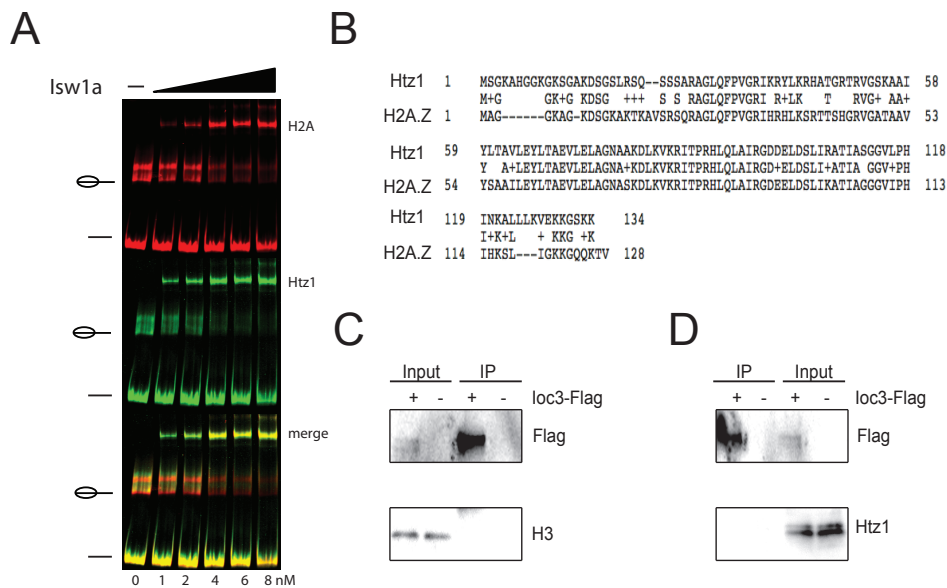 A
Isw1a
—
H2A
Htz1
merge
0 1 2 4 6 8 nM
B
Htz1 1 MSGKAHGGKGKSGAKDSGSLRSQ--SSSARAGLQFPVGRIKRYLKRHATGRTRVGSKAAI 58
M+G GK+G KDSG +++ S S RAGLQFPVGRI R+LK T RVG+ AA+
H2A.Z 1 MAG------GKAG-KDSGKAKTKAVSRSQRAGLQFPVGRIHRHLKSRTTSHGRVGATAAV 53
Htz1 59 YLTAVLEYLTAEVLELAGNAAKDLKVKRITPRHLQLAIRGDDELDSLIRATIASGGVLPH 118
Y A+LEYLTAEVLELAGNA+KDLKVKRITPRHLQLAIRGD+ELDSLI+ATIA GGV+PH
H2A.Z 54 YSAAILEYLTAEVLELAGNASKDLKVKRITPRHLQLAIRGDEELDSLIKATIAGGGVIPH 113
Htz1 119 INKALLLKVEKKGSKK 134
I+K+L + KKG +K
H2A.Z 114 IHKSL---IGKKGQQKTV 128
C
Input IP
+ - + - Ioc3-Flag
Flag
H3
D
IP Input
+ - + - Ioc3-Flag
Flag
Htz1